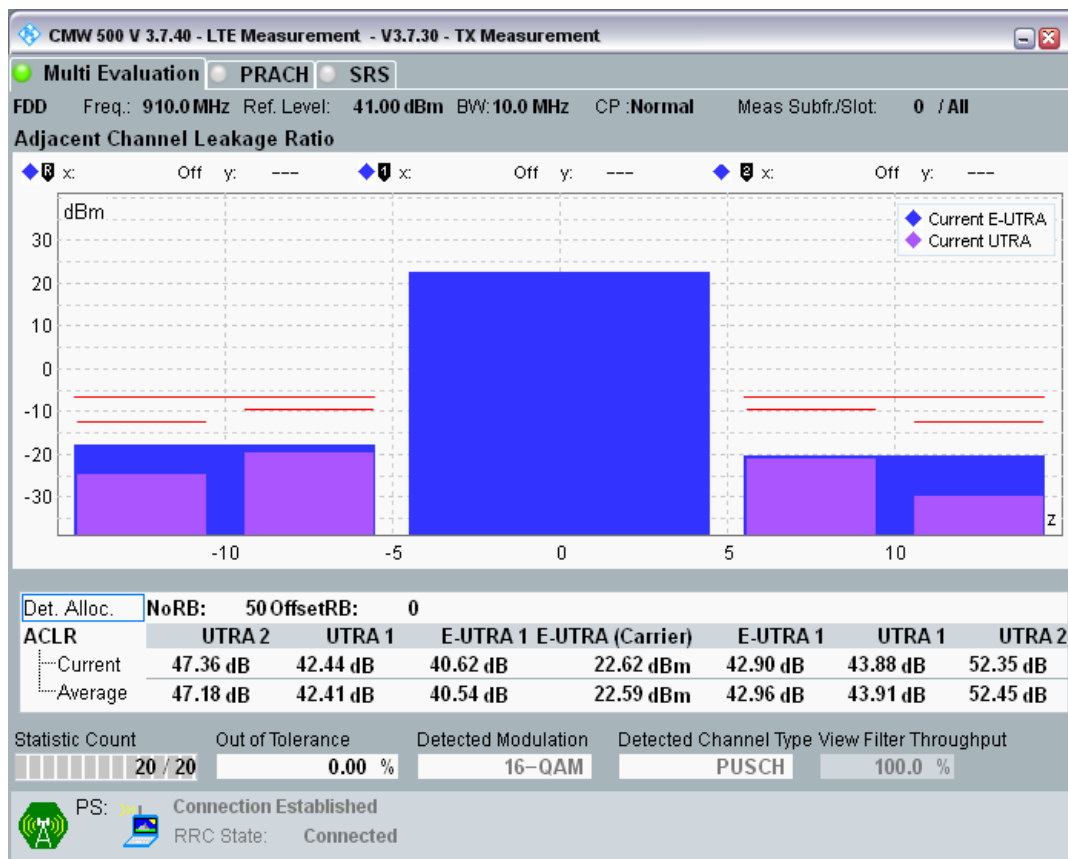 CMW 500 V 3.7.40 - LTE Measurement - V3.7.30 - TX Measurement
Multi Evaluation PRACH SRS
FDD Freq.: 910.0 MHz Ref. Level: 41.00 dBm BW: 10.0 MHz CP :Normal Meas Subfr./Slot: 0 / All
Adjacent Channel Leakage Ratio
R x: Off y: --- 1 x: Off y: --- 2 x: Off y: ---
dBm
Current E-UTRA
Current UTRA
30
20
10
0
-10
-20
-30
z
-10 -5 0 5 10
Det. Alloc. NoRB: 50 OffsetRB: 0
ACLR UTRA 2 UTRA 1 E-UTRA 1 E-UTRA (Carrier) E-UTRA 1 UTRA 1 UTRA 2
Current 47.36 dB 42.44 dB 40.62 dB 22.62 dBm 42.90 dB 43.88 dB 52.35 dB
Average 47.18 dB 42.41 dB 40.54 dB 22.59 dBm 42.96 dB 43.91 dB 52.45 dB
Statistic Count Out of Tolerance Detected Modulation Detected Channel Type View Filter Throughput
20 / 20 0.00 % 16-QAM PUSCH 100.0 %
PS: Connection Established
RRC State: Connected